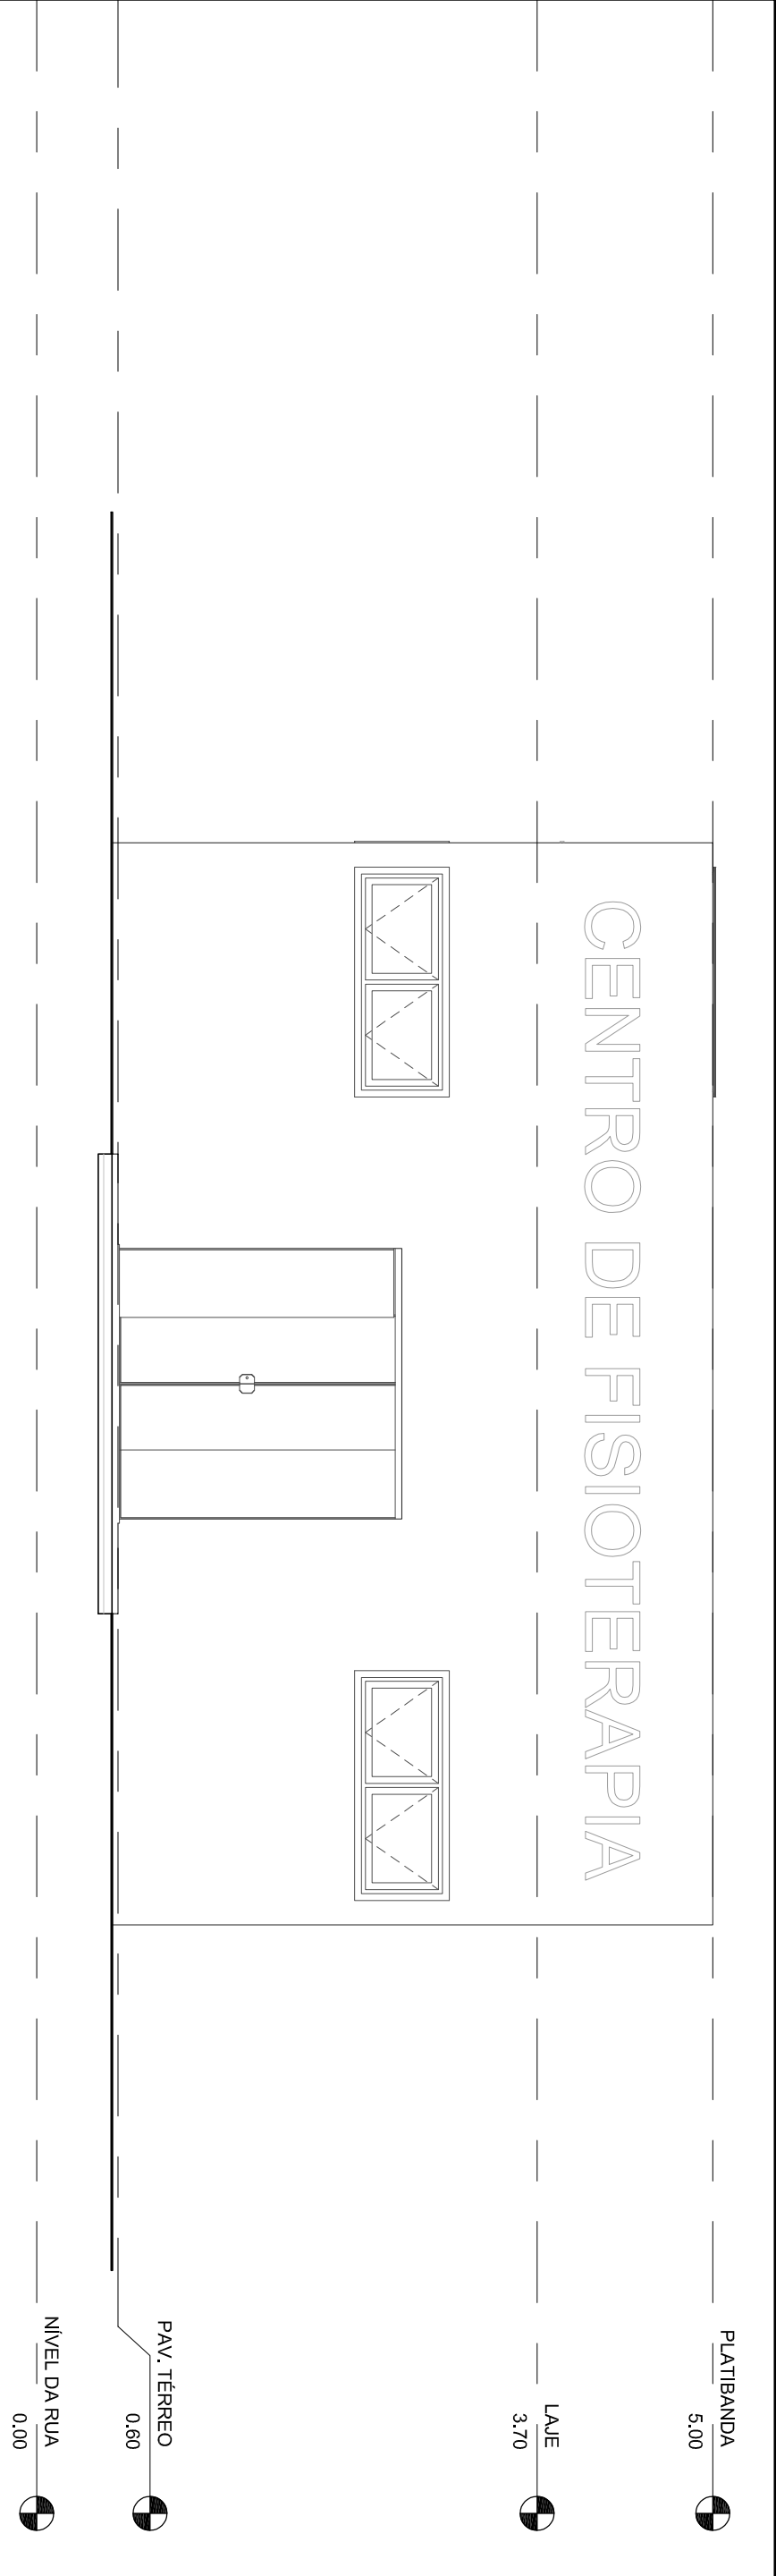 CENTRO DE FISIOTERAPIA
PLATIBANDA
5.00
LAJE
3.70
PAV. TÉRREO
0.60
NÍVEL DA RUA
0.00